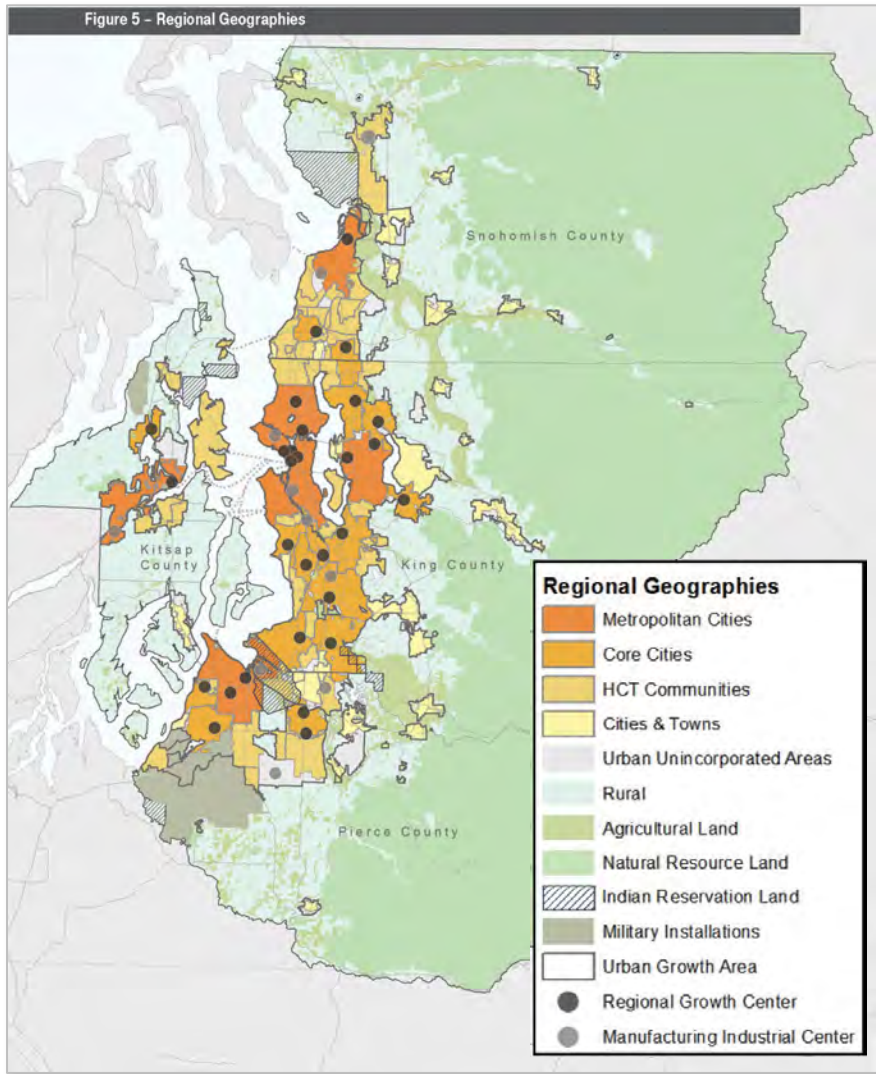 Figure 5 – Regional Geographies
Snohomish County
Kitsap
County
King County
Pierce County
Regional Geographies
Metropolitan Cities
Core Cities
HCT Communities
Cities & Towns
Urban Unincorporated Areas
Rural
Agricultural Land
Natural Resource Land
Indian Reservation Land
Military Installations
Urban Growth Area
Regional Growth Center
Manufacturing Industrial Center